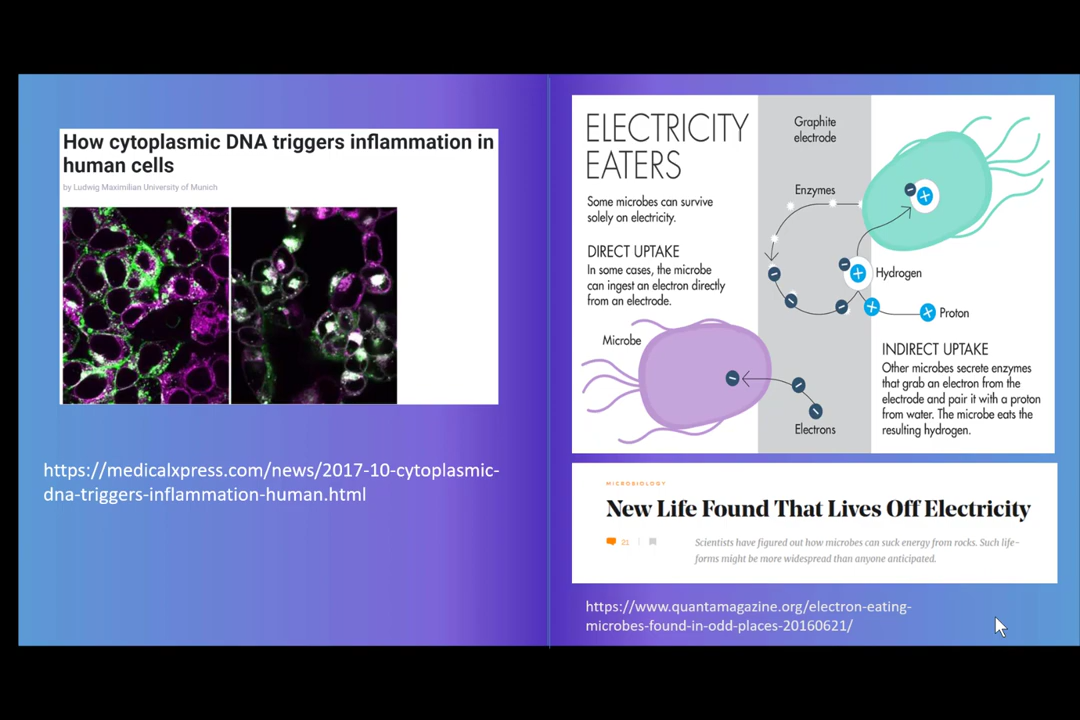 How cytoplasmic DNA triggers inflammation in
human cells
by Ludwig Maximilian University of Munich
https://medicalxpress.com/news/2017-10-cytoplasmic-
dna-triggers-inflammation-human.html
ELECTRICITY
EATERS
Some microbes can survive
solely on electricity.
DIRECT UPTAKE
In some cases, the microbe
can ingest an electron directly
from an electrode.
Microbe
Graphite
electrode
Enzymes
Hydrogen
Proton
Electrons
INDIRECT UPTAKE
Other microbes secrete enzymes
that grab an electron from the
electrode and pair it with a proton
from water. The microbe eats the
resulting hydrogen.
MICROBIOLOGY
New Life Found That Lives Off Electricity
21
Scientists have figured out how microbes can suck energy from rocks. Such life-
forms might be more widespread than anyone anticipated.
https://www.quantamagazine.org/electron-eating-
microbes-found-in-odd-places-20160621/